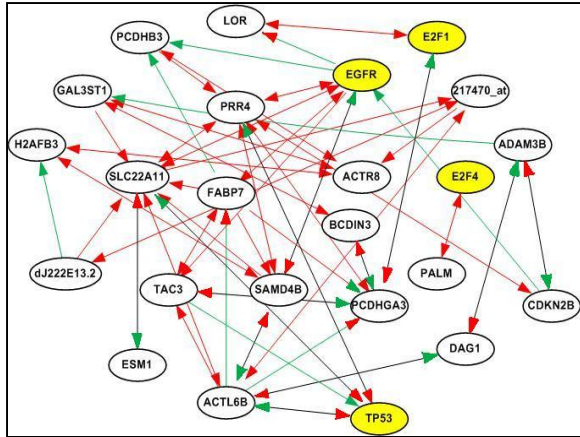 LOR
E2F1
PCDHB3
EGFR
GAL3ST1
217470_at
PRR4
H2AFB3
ADAM3B
SLC22A11
ACTR8
E2F4
FABP7
BCDIN3
dJ222E13.2
TAC3
SAMD4B
PCDHGA3
PALM
CDKN2B
ESM1
DAG1
ACTL6B
TP53